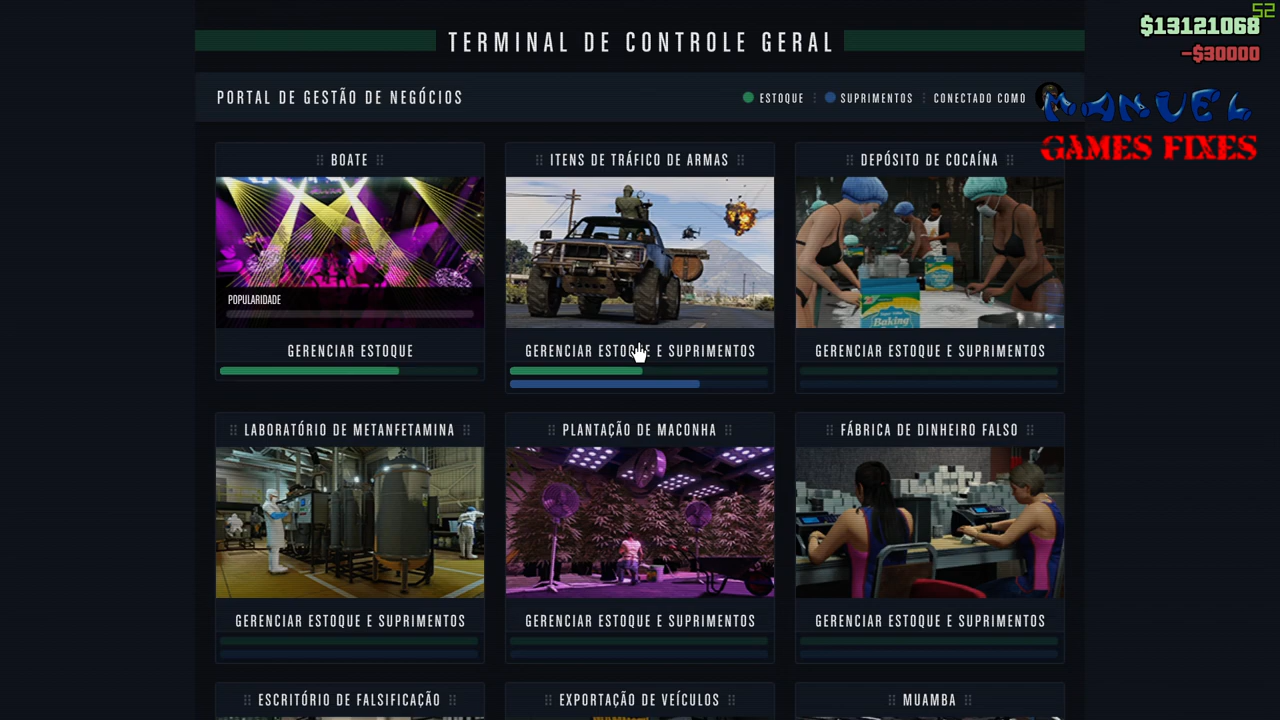 52
$13121068
-$30000
TERMINAL DE CONTROLE GERAL
PORTAL DE GESTÃO DE NEGÓCIOS
ESTOQUE
SUPRIMENTOS
CONECTADO COMO
MANUEL
GAMES FIXES
BOATE
ITENS DE TRÁFICO DE ARMAS
DEPÓSITO DE COCAÍNA
POPULARIDADE
Baking
GERENCIAR ESTOQUE
GERENCIAR ESTOQUE E SUPRIMENTOS
GERENCIAR ESTOQUE E SUPRIMENTOS
LABORATÓRIO DE METANFETAMINA
PLANTAÇÃO DE MACONHA
FÁBRICA DE DINHEIRO FALSO
GERENCIAR ESTOQUE E SUPRIMENTOS
GERENCIAR ESTOQUE E SUPRIMENTOS
GERENCIAR ESTOQUE E SUPRIMENTOS
ESCRITÓRIO DE FALSIFICAÇÃO
EXPORTAÇÃO DE VEÍCULOS
MUAMBA